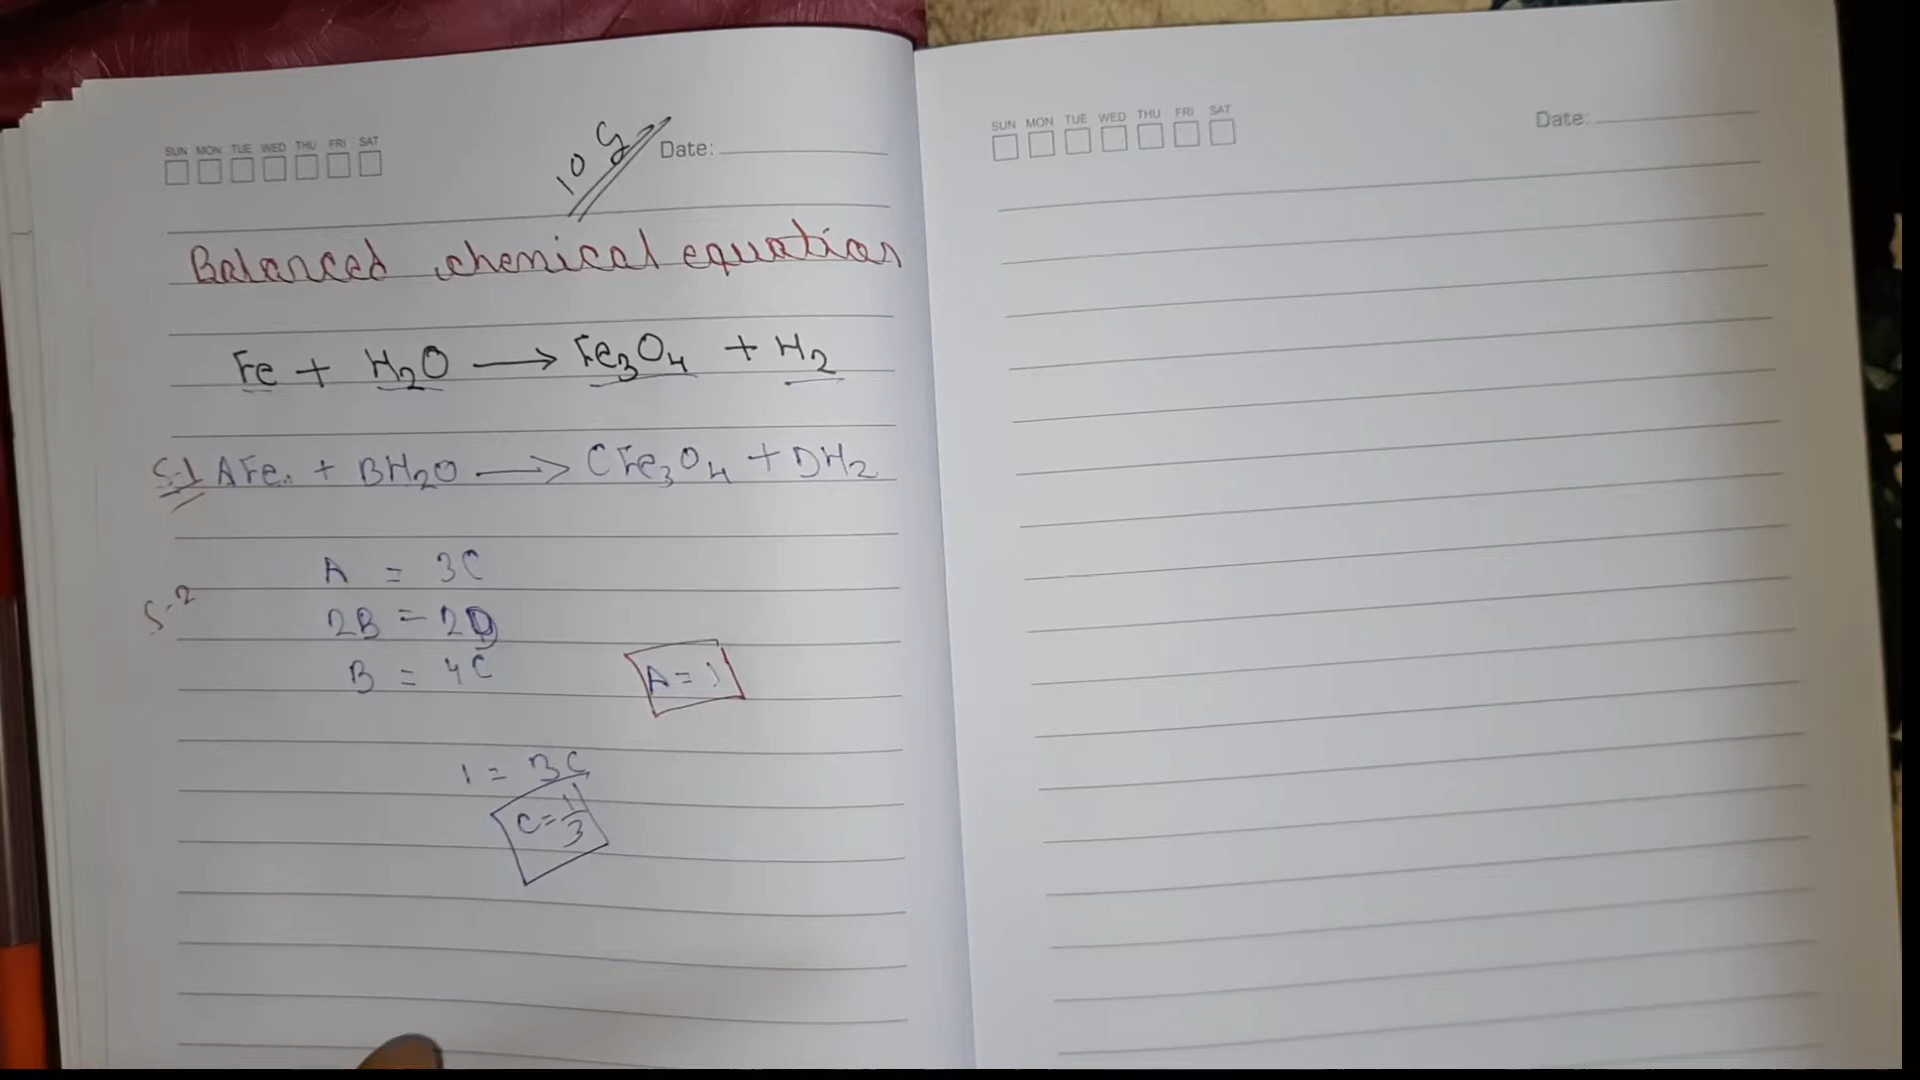 SUN MON TUE WED THU FRI SAT
10 G
Date:
Balanced chemical equation
Fe + H₂O ⟶ Fe₃O₄ + H₂
S-1 AFe + BH₂O ⟶ CFe₃O₄ + DH₂
A = 3C
S-2
2B = 2D
B = 4C
A = 1
1 = 3C
C = 1/3
SUN MON TUE WED THU FRI SAT
Date: